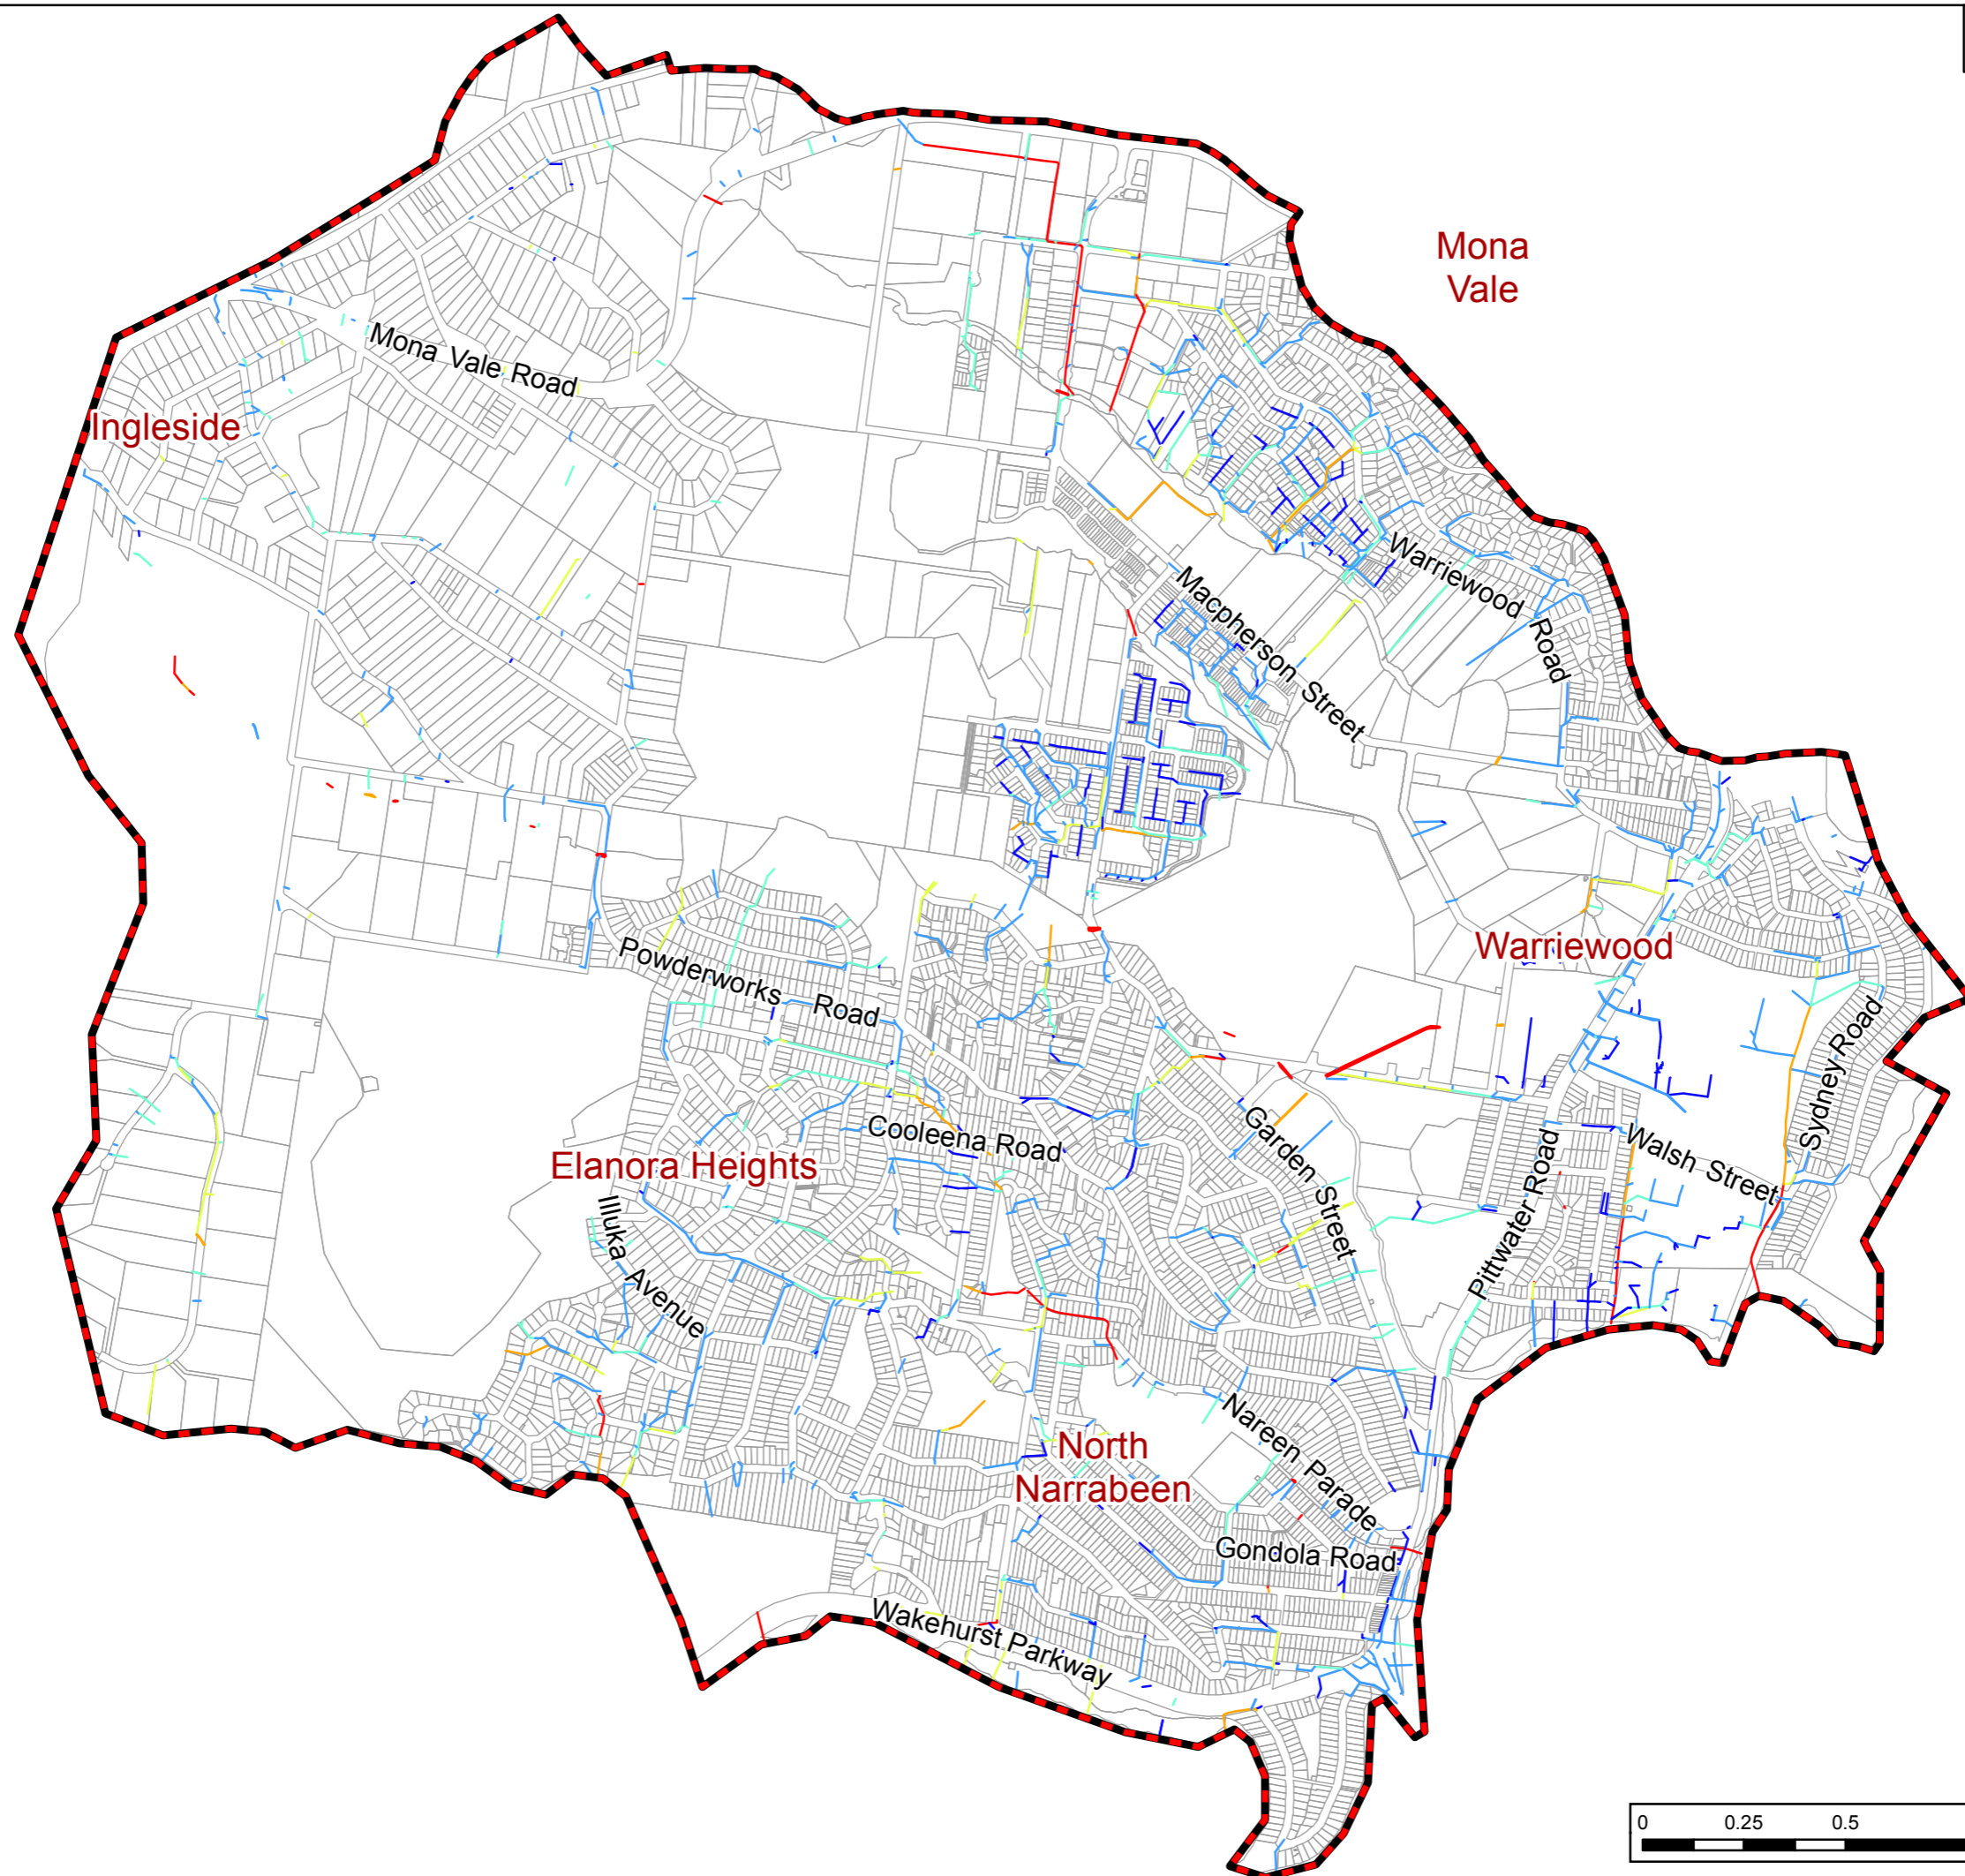 Mona
Vale
Mona Vale Road
Ingleside
Warriewood Road
Macpherson Street
Warriewood
Powderworks Road
Sydney Road
Cooleena Road
Garden Street
Walsh Street
Elanora Heights
Pittwater Road
Illuka Avenue
Nareen Parade
North
Narrabeen
Gondola Road
Wakehurst Parkway
0 0.25 0.5